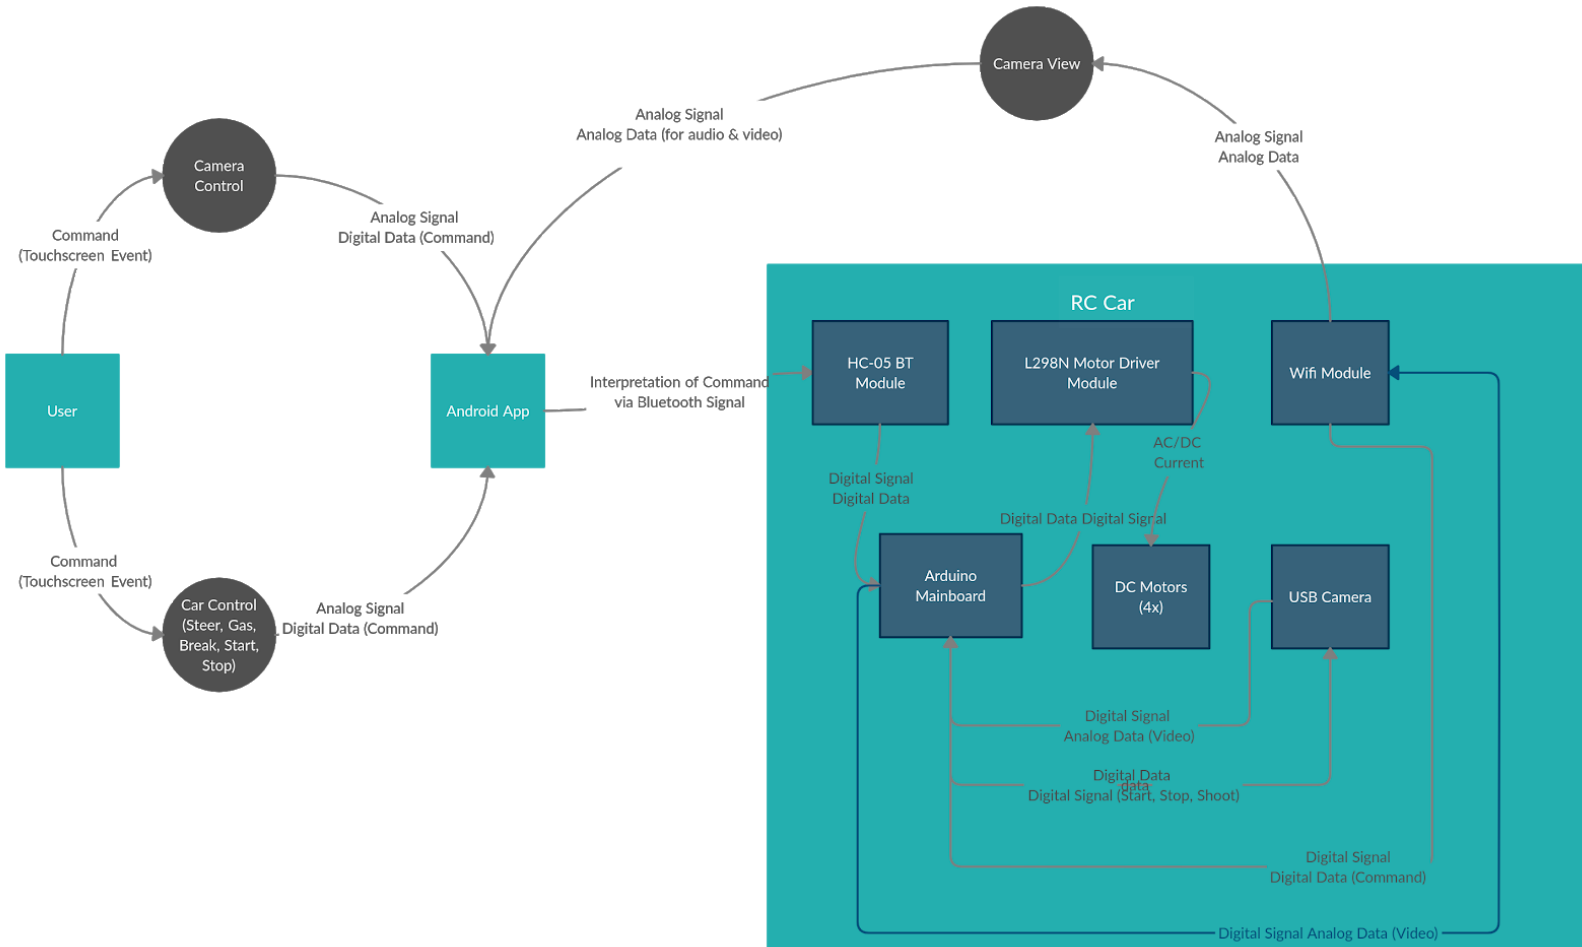 Camera View
Analog Signal
Analog Data (for audio & video)
Analog Signal
Analog Data
Camera
Control
Analog Signal
Digital Data (Command)
Command
(Touchscreen Event)
RC Car
HC-05 BT
Module
L298N Motor Driver
Module
Wifi Module
User
Android App
Interpretation of Command
via Bluetooth Signal
AC/DC
Current
Digital Signal
Digital Data
Digital Data Digital Signal
Command
(Touchscreen Event)
Car Control
(Steer, Gas,
Break, Start,
Stop)
Analog Signal
Digital Data (Command)
Arduino
Mainboard
DC Motors
(4x)
USB Camera
Digital Signal
Analog Data (Video)
Digital Data
data
Digital Signal (Start, Stop, Shoot)
Digital Signal
Digital Data (Command)
Digital Signal Analog Data (Video)